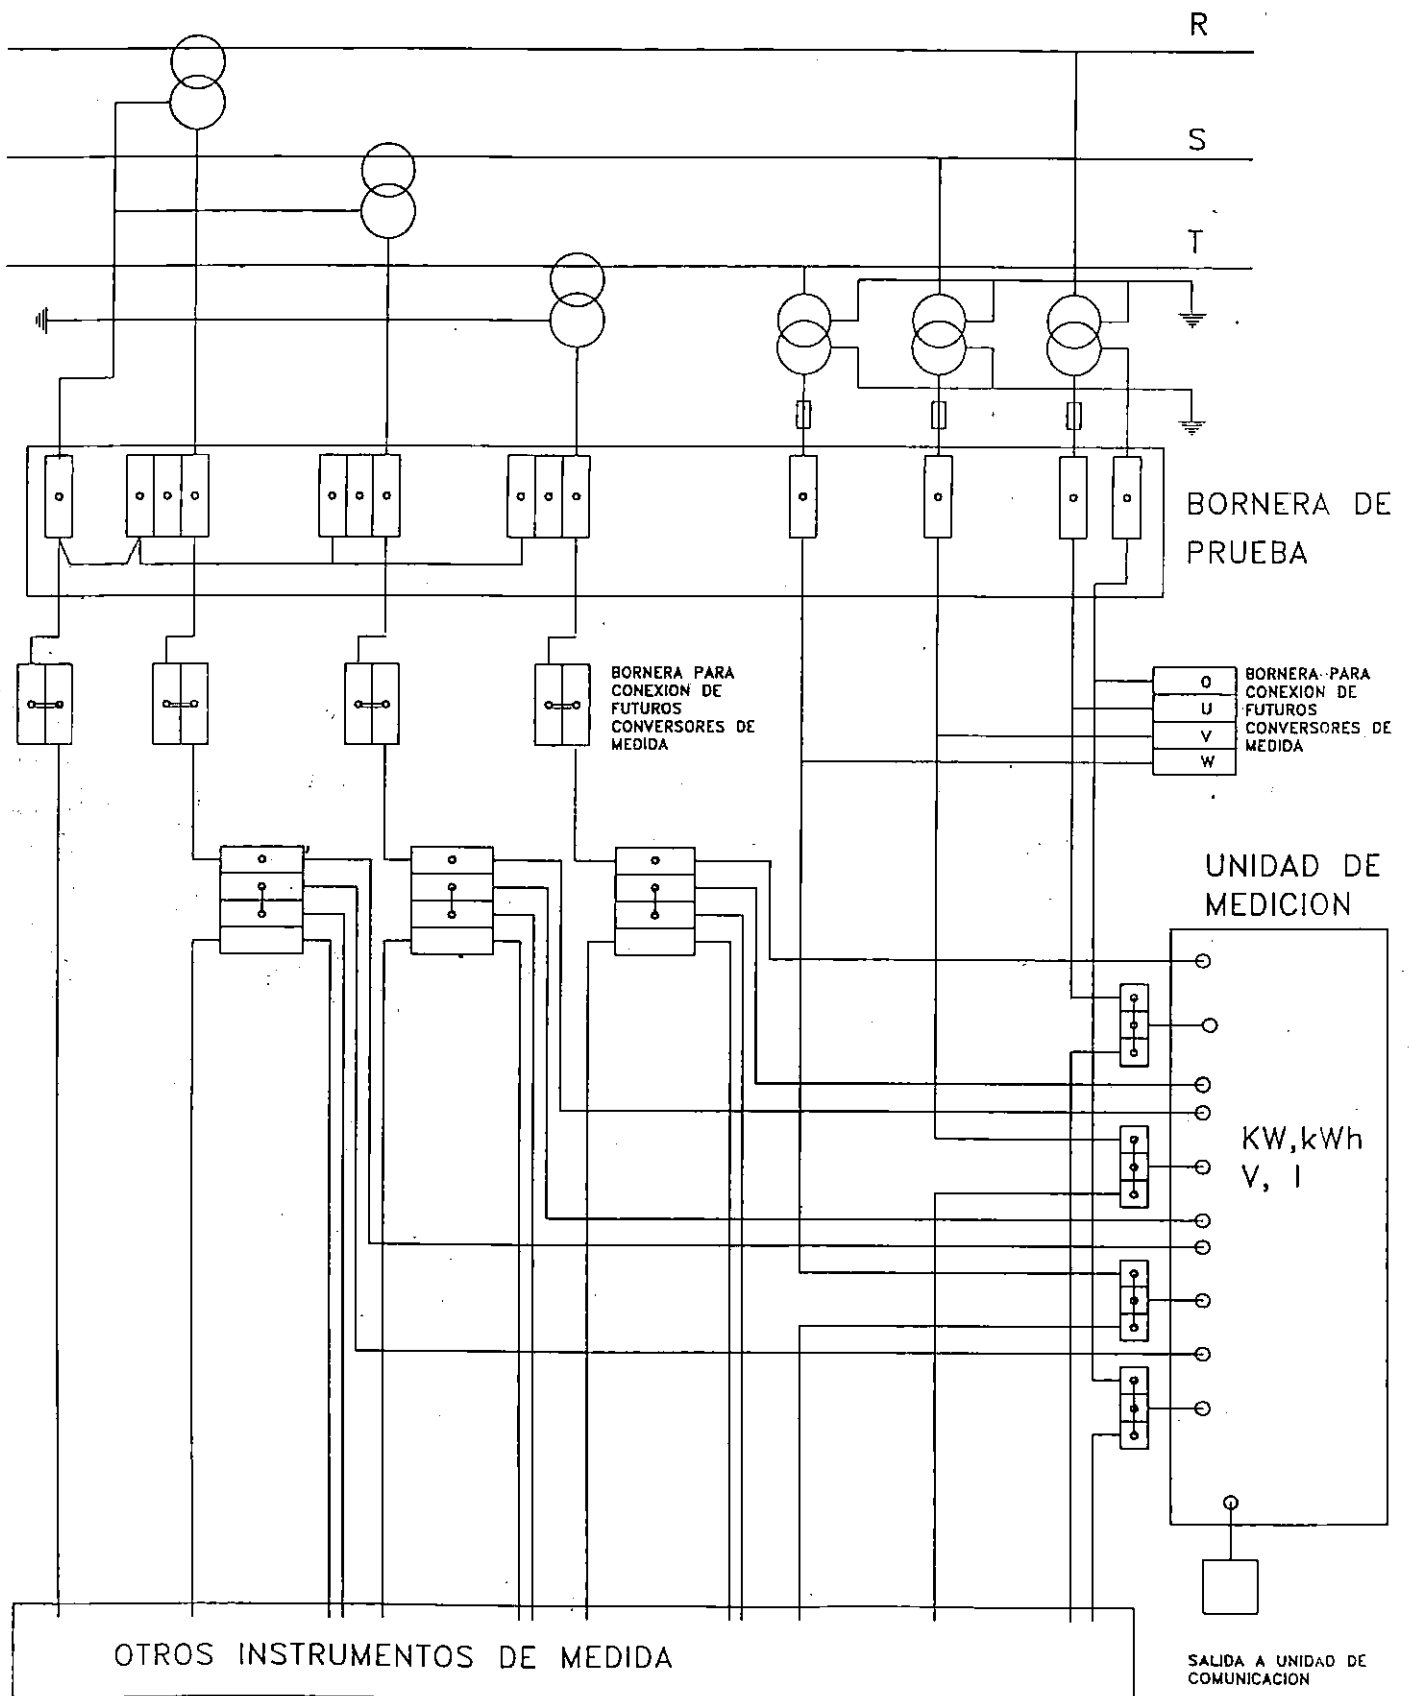 R
S
T
BORNERA DE
PRUEBA
BORNERA PARA
CONEXION DE
FUTUROS
CONVERSORES DE
MEDIDA
O
U
V
W
BORNERA PARA
CONEXION DE
FUTUROS
CONVERSORES DE
MEDIDA
UNIDAD DE
MEDICION
KW,kWh
V, I
OTROS INSTRUMENTOS DE MEDIDA
SALIDA A UNIDAD DE
COMUNICACION